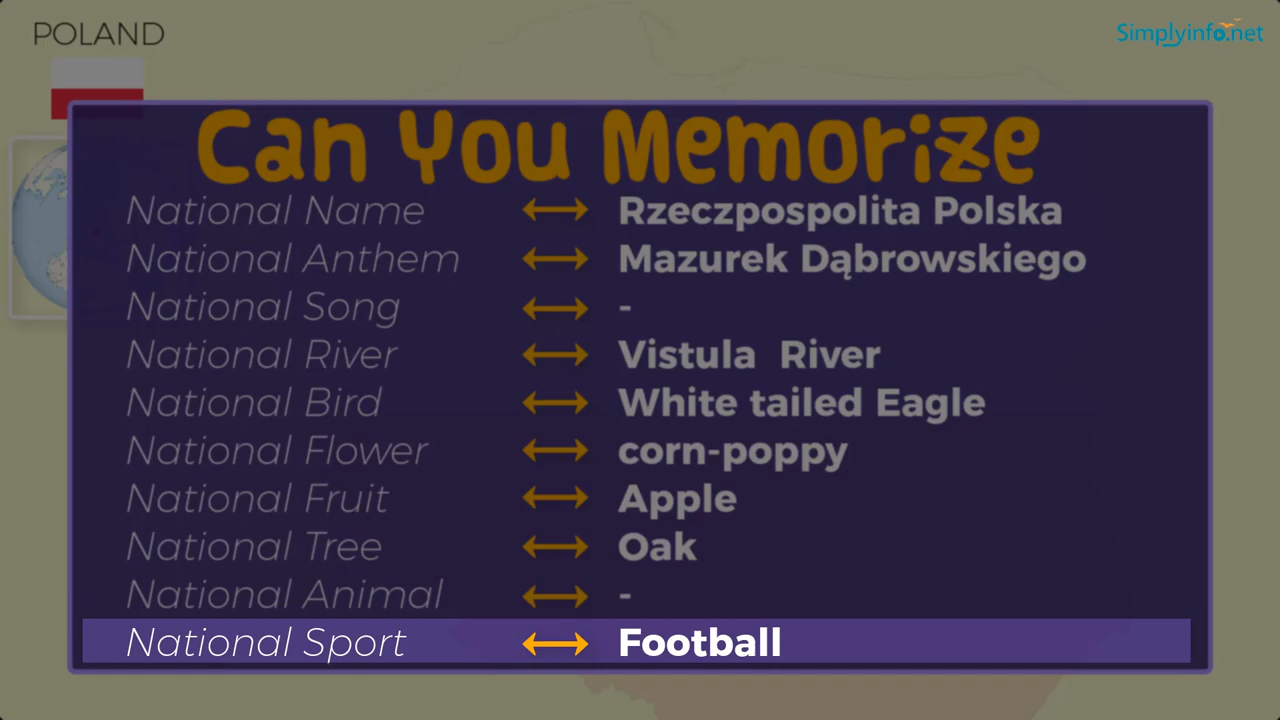 POLAND
Simplyinfo.net
Can You Memorize
National Name ↔ Rzeczpospolita Polska
National Anthem ↔ Mazurek Dąbrowskiego
National Song ↔ -
National River ↔ Vistula River
National Bird ↔ White tailed Eagle
National Flower ↔ corn-poppy
National Fruit ↔ Apple
National Tree ↔ Oak
National Animal ↔ -
National Sport ↔ Football